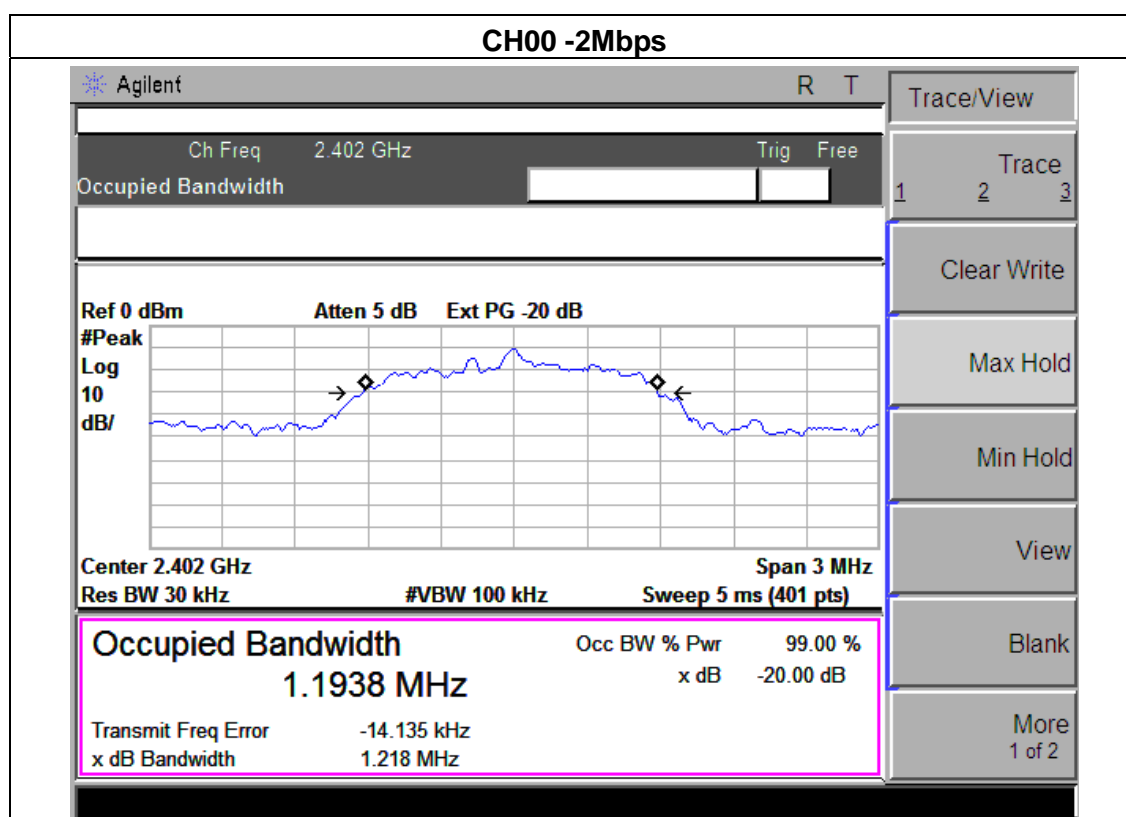 CH00 -2Mbps
Agilent R T
Ch Freq 2.402 GHz Trig Free
Occupied Bandwidth
Ref 0 dBm Atten 5 dB Ext PG -20 dB
#Peak
Log
10
dB/
Center 2.402 GHz Span 3 MHz
Res BW 30 kHz #VBW 100 kHz Sweep 5 ms (401 pts)
Occupied Bandwidth Occ BW % Pwr 99.00 %
1.1938 MHz x dB -20.00 dB
Transmit Freq Error -14.135 kHz
x dB Bandwidth 1.218 MHz
Trace/View
Trace
1 2 3
Clear Write
Max Hold
Min Hold
View
Blank
More
1 of 2